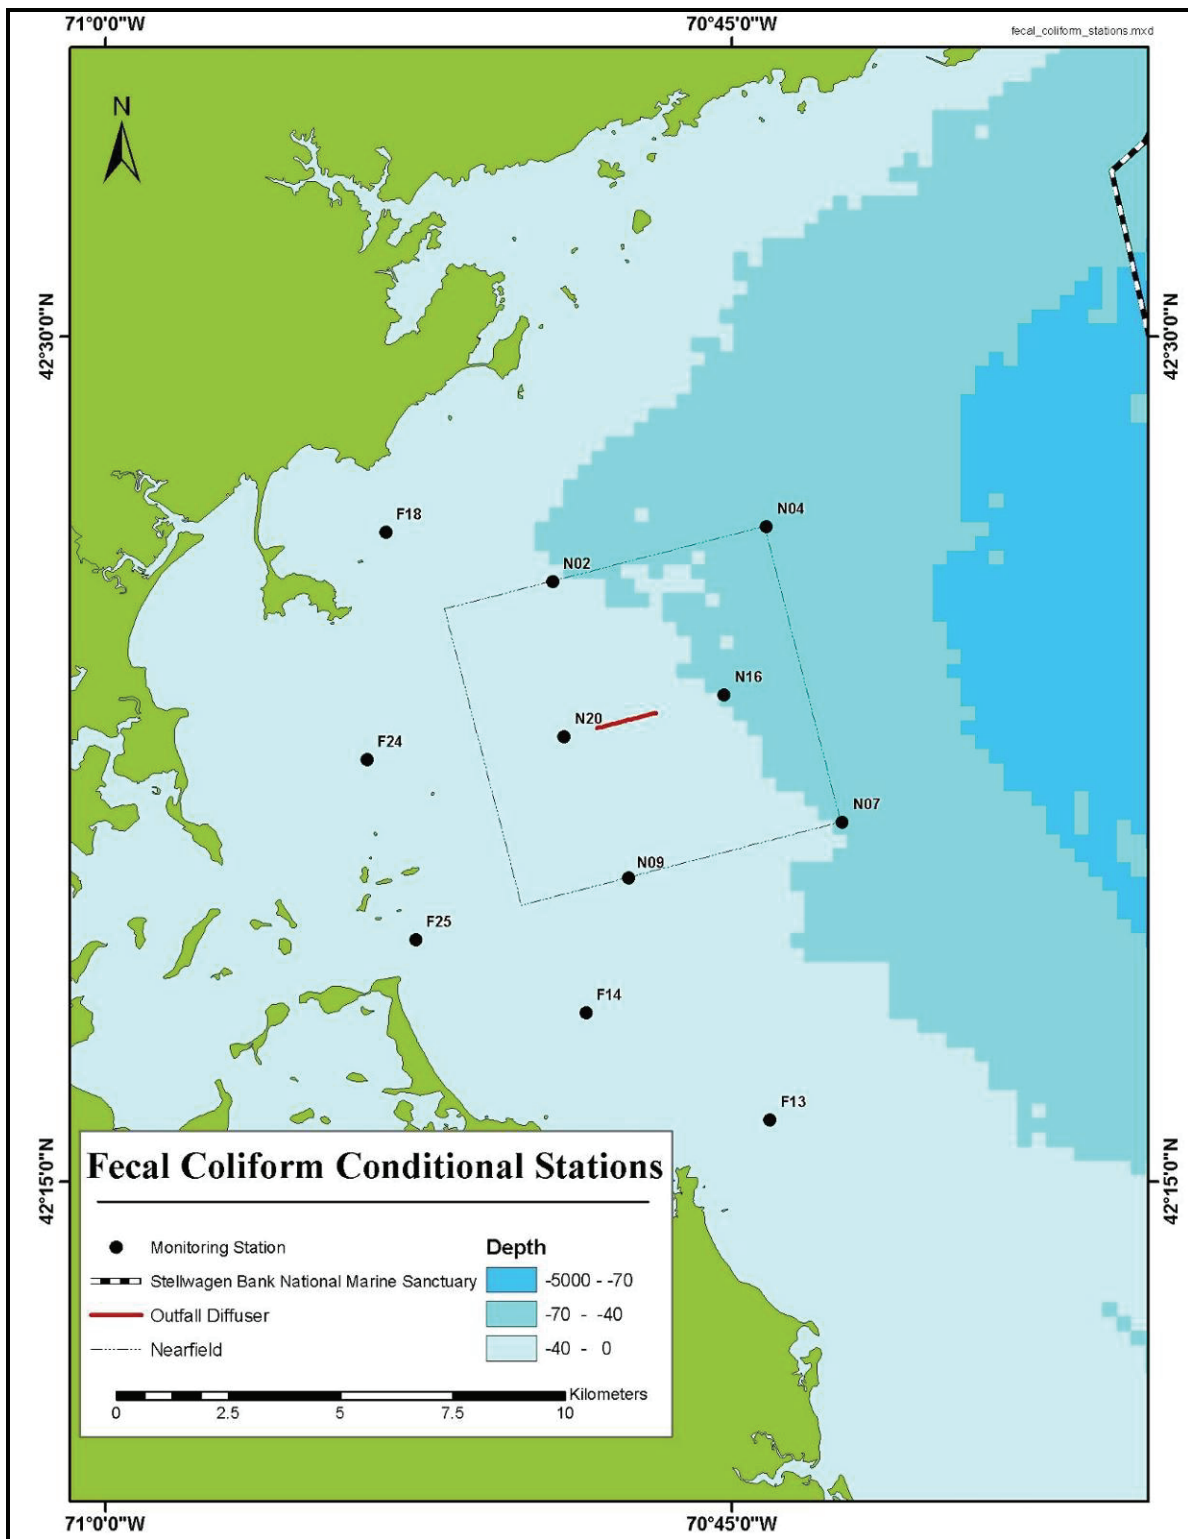 71°0'0"W
70°45'0"W
fecal_coliform_stations.mxd
N
42°30'0"N
42°30'0"N
N04
F18
N02
N16
N20
F24
N07
N09
F25
F14
F13
42°15'0"N
42°15'0"N
Fecal Coliform Conditional Stations
Monitoring Station
Stellwagen Bank National Marine Sanctuary
Outfall Diffuser
Nearfield
Depth
-5000 - -70
-70 - -40
-40 - 0
Kilometers
0 2.5 5 7.5 10
71°0'0"W
70°45'0"W